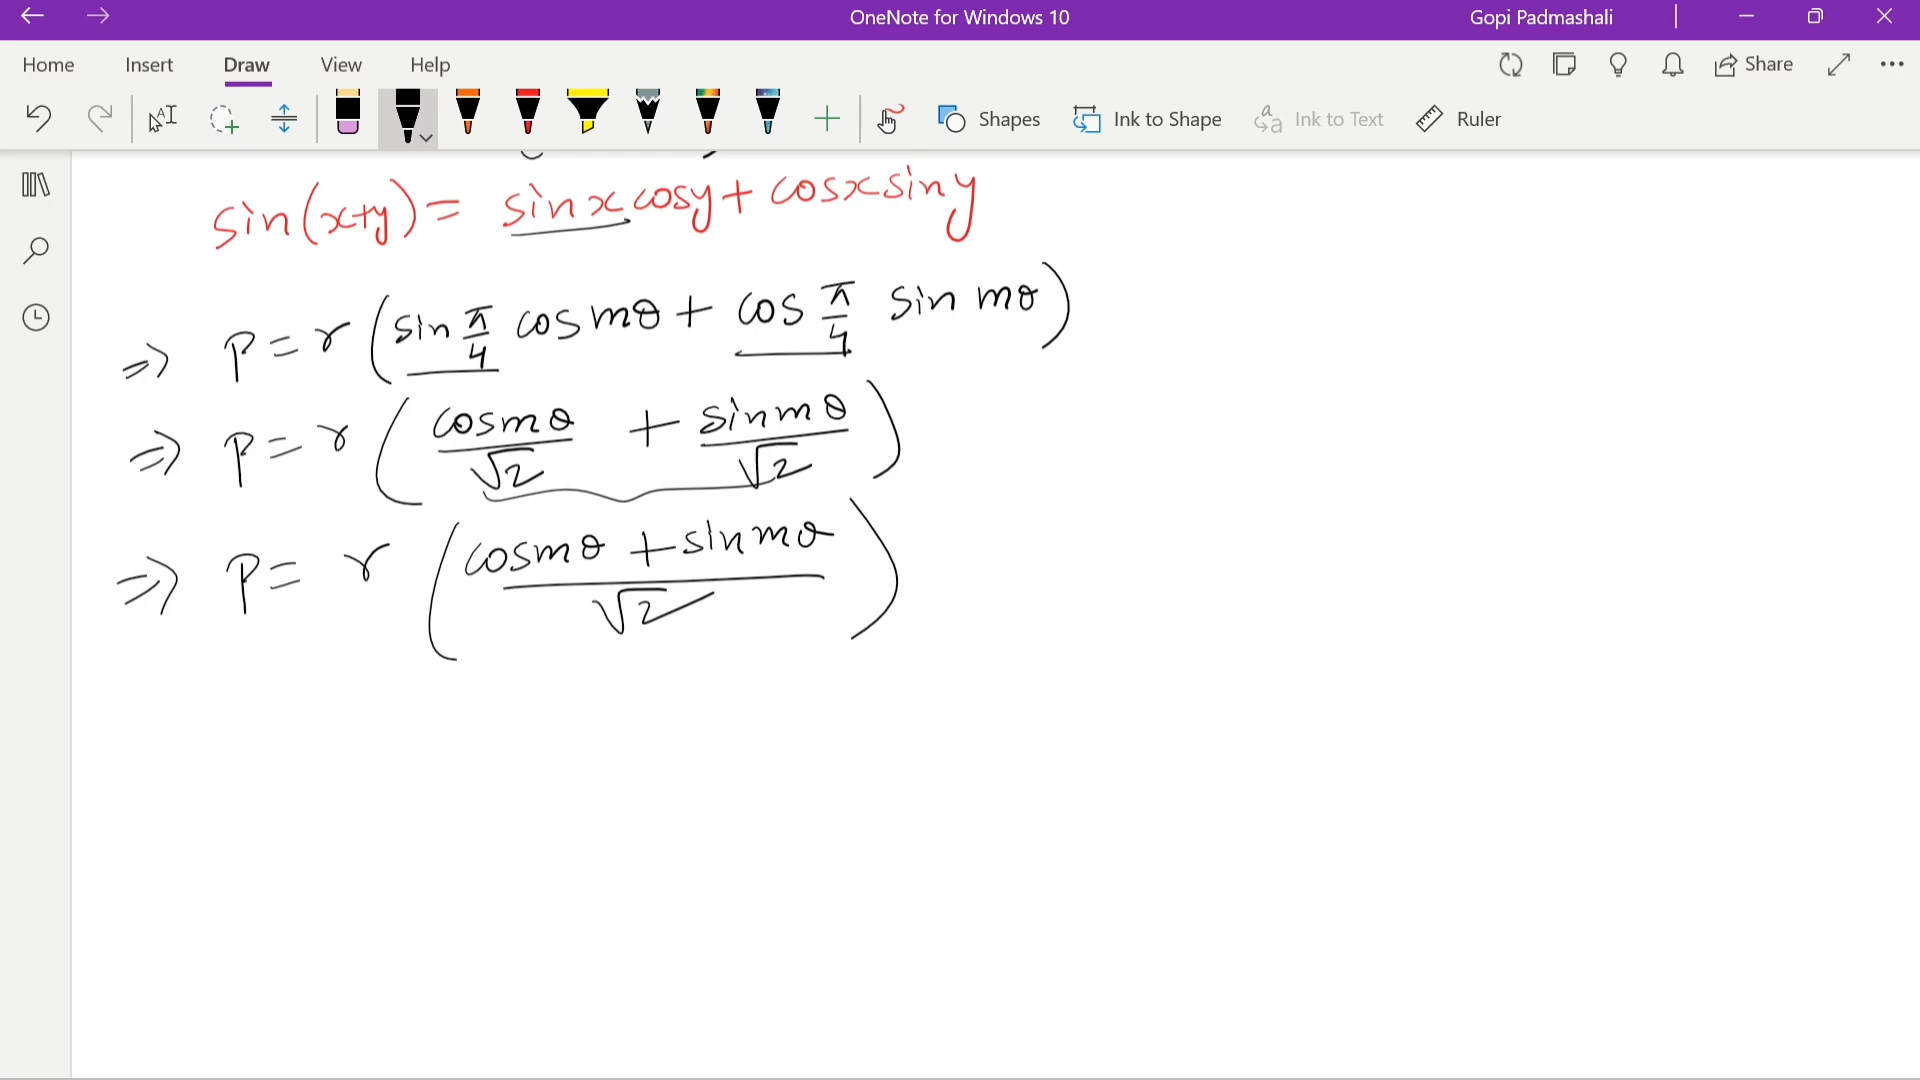 OneNote for Windows 10
Gopi Padmashali
Home Insert Draw View Help
Share
Shapes Ink to Shape Ink to Text Ruler
sin(x+y) = sinx cosy + cosx siny
⇒ P = r (sin π/4 cos mθ + cos π/4 sin mθ)
⇒ P = r (cos mθ/√2 + sin mθ/√2)
⇒ P = r (cos mθ + sin mθ/√2)